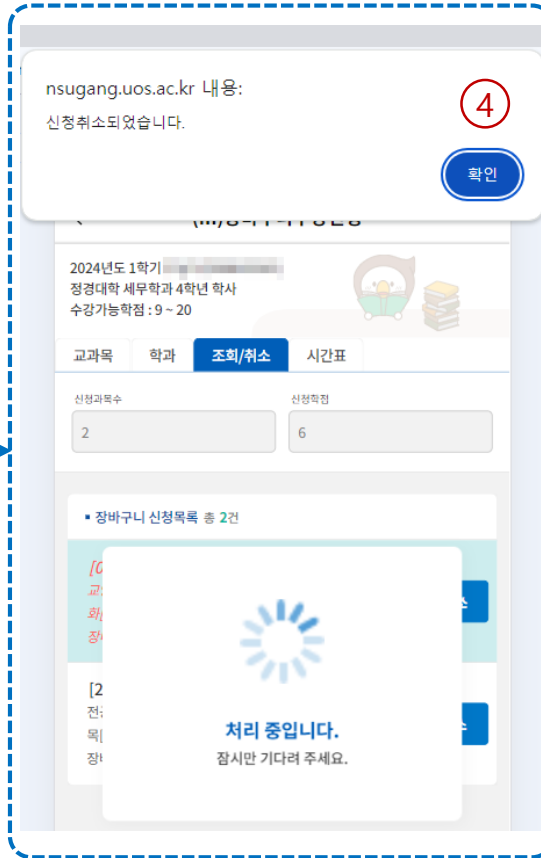 nsugang.uos.ac.kr 내용:
신청취소되었습니다.
④
확인
2024년도 1학기
정경대학 세무학과 4학년 학사
수강가능학점 : 9 ~ 20
교과목 학과 조회/취소 시간표
신청과목수 신청학점
2 6
▪ 장바구니 신청목록 총 2건
처리 중입니다.
잠시만 기다려 주세요.